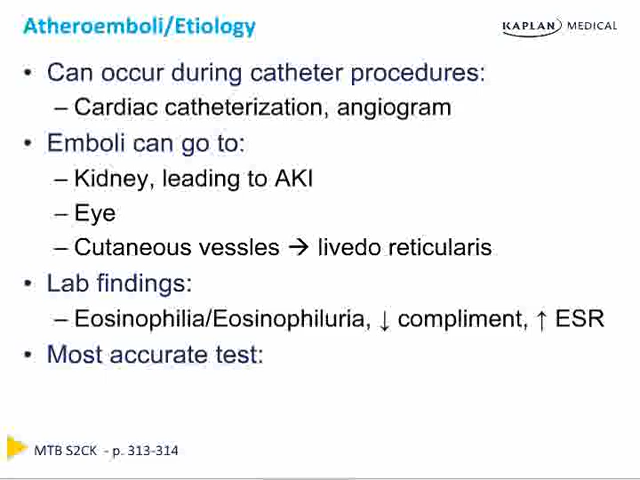 Atheroemboli/Etiology
KAPLAN MEDICAL
• Can occur during catheter procedures:
– Cardiac catheterization, angiogram
• Emboli can go to:
– Kidney, leading to AKI
– Eye
– Cutaneous vessles → livedo reticularis
• Lab findings:
– Eosinophilia/Eosinophiluria, ↓ compliment, ↑ ESR
• Most accurate test:
MTB S2CK - p. 313-314